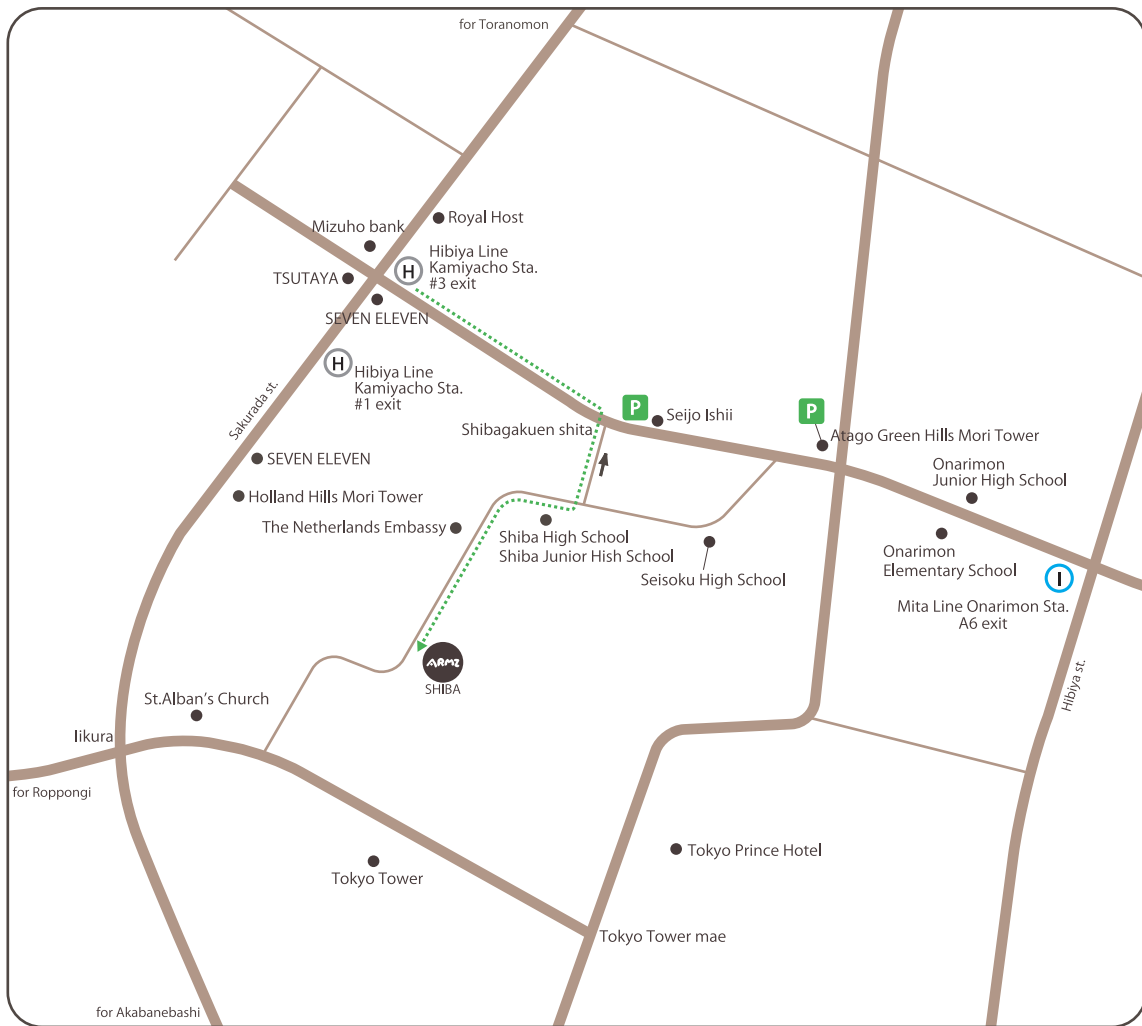 for Toranomon
Royal Host
Mizuho bank
Hibiya Line
Kamiyacho Sta.
#3 exit
H
TSUTAYA
SEVEN ELEVEN
H
Hibiya Line
Kamiyacho Sta.
#1 exit
Sakurada st.
P
Seijo Ishii
P
Shibagakuen shita
Atago Green Hills Mori Tower
SEVEN ELEVEN
Onarimon
Junior High School
Holland Hills Mori Tower
The Netherlands Embassy
Shiba High School
Shiba Junior Hish School
Seisoku High School
Onarimon
Elementary School
I
Mita Line Onarimon Sta.
A6 exit
ARMZ
SHIBA
Hibiya st.
St.Alban's Church
Iikura
for Roppongi
Tokyo Tower
Tokyo Prince Hotel
Tokyo Tower mae
for Akabanebashi